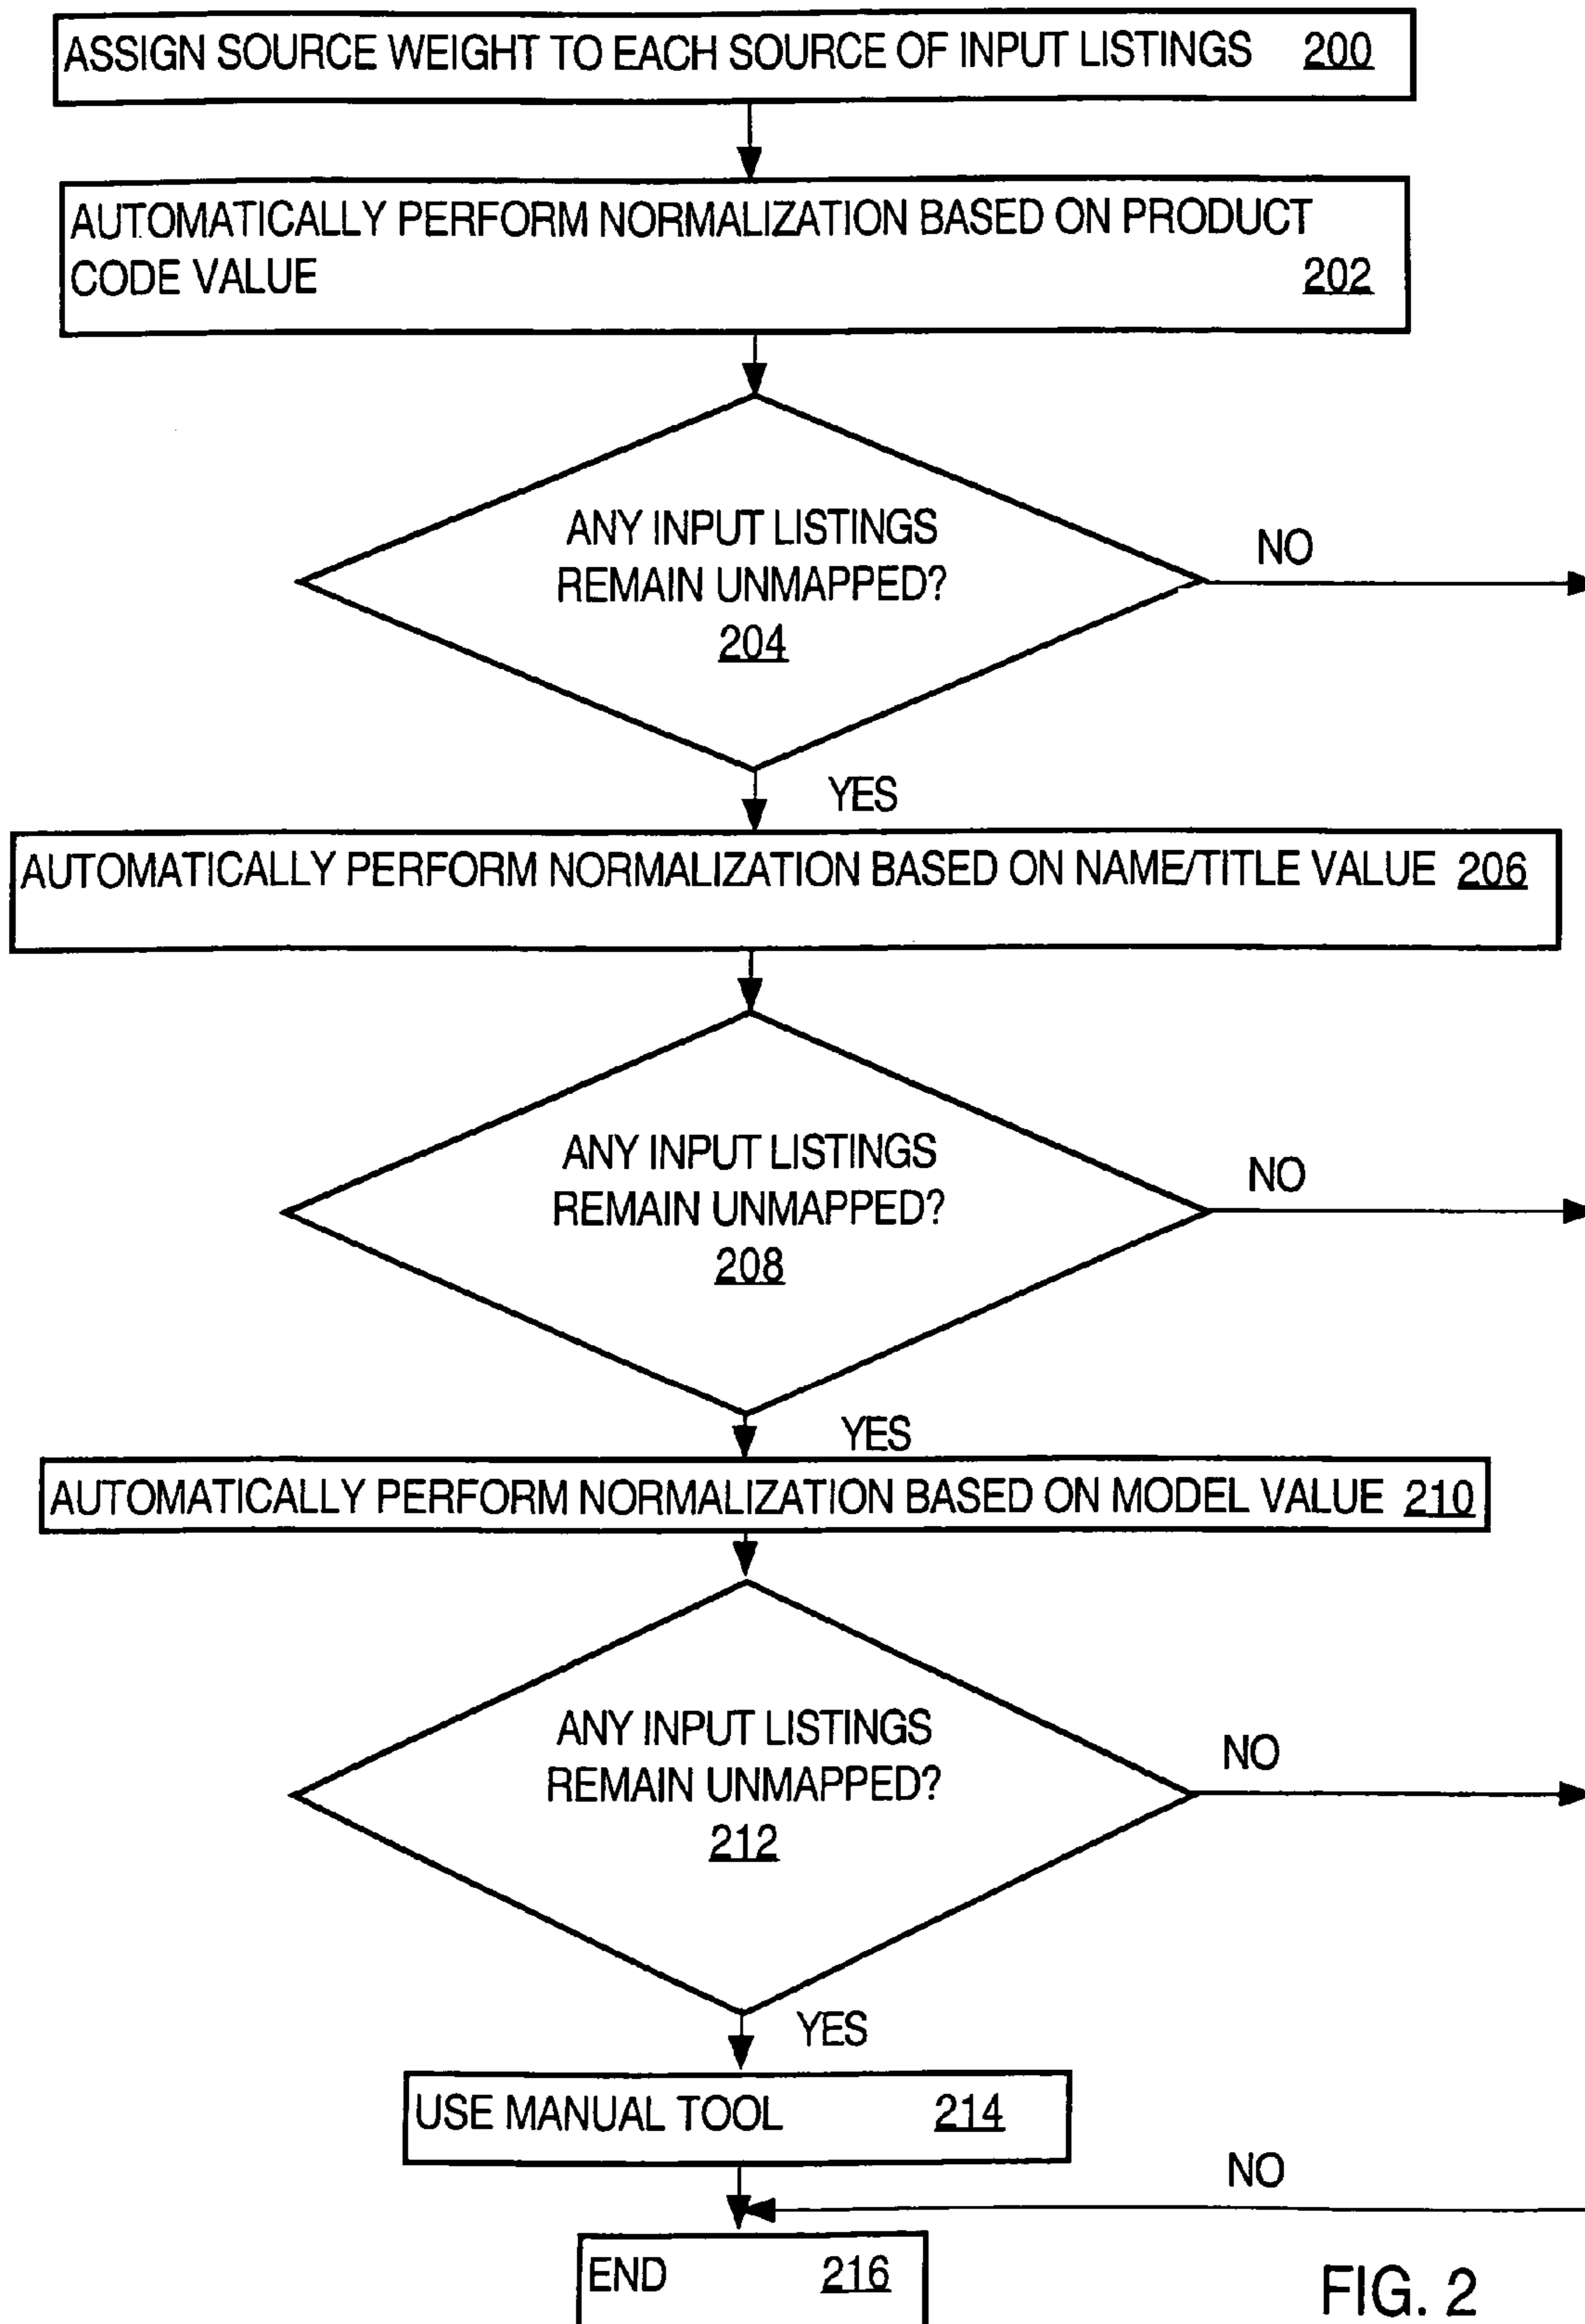 ASSIGN SOURCE WEIGHT TO EACH SOURCE OF INPUT LISTINGS 200
AUTOMATICALLY PERFORM NORMALIZATION BASED ON PRODUCT
CODE VALUE 202
ANY INPUT LISTINGS
REMAIN UNMAPPED?
204
NO
YES
AUTOMATICALLY PERFORM NORMALIZATION BASED ON NAME/TITLE VALUE 206
ANY INPUT LISTINGS
REMAIN UNMAPPED?
208
NO
YES
AUTOMATICALLY PERFORM NORMALIZATION BASED ON MODEL VALUE 210
ANY INPUT LISTINGS
REMAIN UNMAPPED?
212
NO
YES
USE MANUAL TOOL 214
NO
END 216
FIG. 2